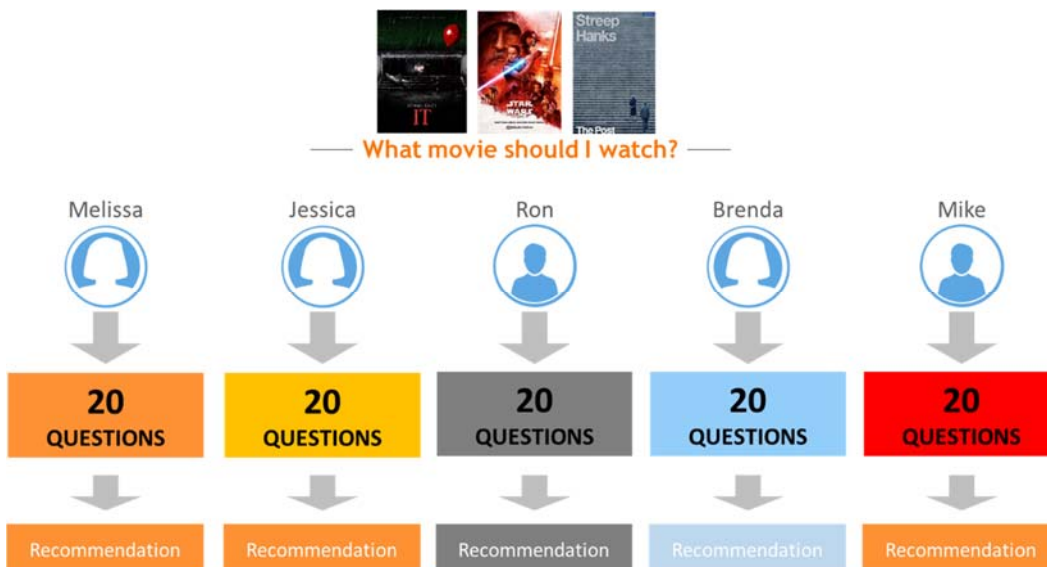 Streep
Hanks
IT
STAR
WARS
The Post
What movie should I watch?
Melissa
Jessica
Ron
Brenda
Mike
20
QUESTIONS
20
QUESTIONS
20
QUESTIONS
20
QUESTIONS
20
QUESTIONS
Recommendation
Recommendation
Recommendation
Recommendation
Recommendation